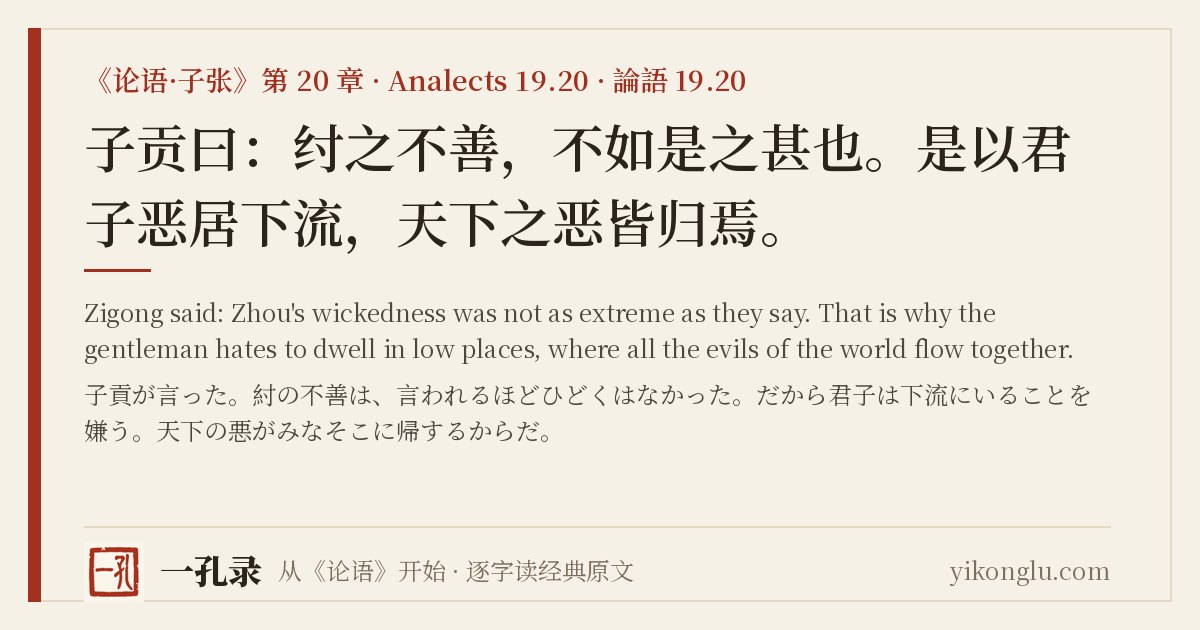 《论语·子张》第 20 章 · Analects 19.20 · 論語 19.20
子贡曰：纣之不善，不如是之甚也。是以君
子恶居下流，天下之恶皆归焉。
Zigong said: Zhou's wickedness was not as extreme as they say. That is why the
gentleman hates to dwell in low places, where all the evils of the world flow together.
子貢が言った。紂の不善は、言われるほどひどくはなかった。だから君子は下流にいることを
嫌う。天下の悪がみなそこに帰するからだ。
一孔
一孔录 从《论语》开始 · 逐字读经典原文 yikonglu.com